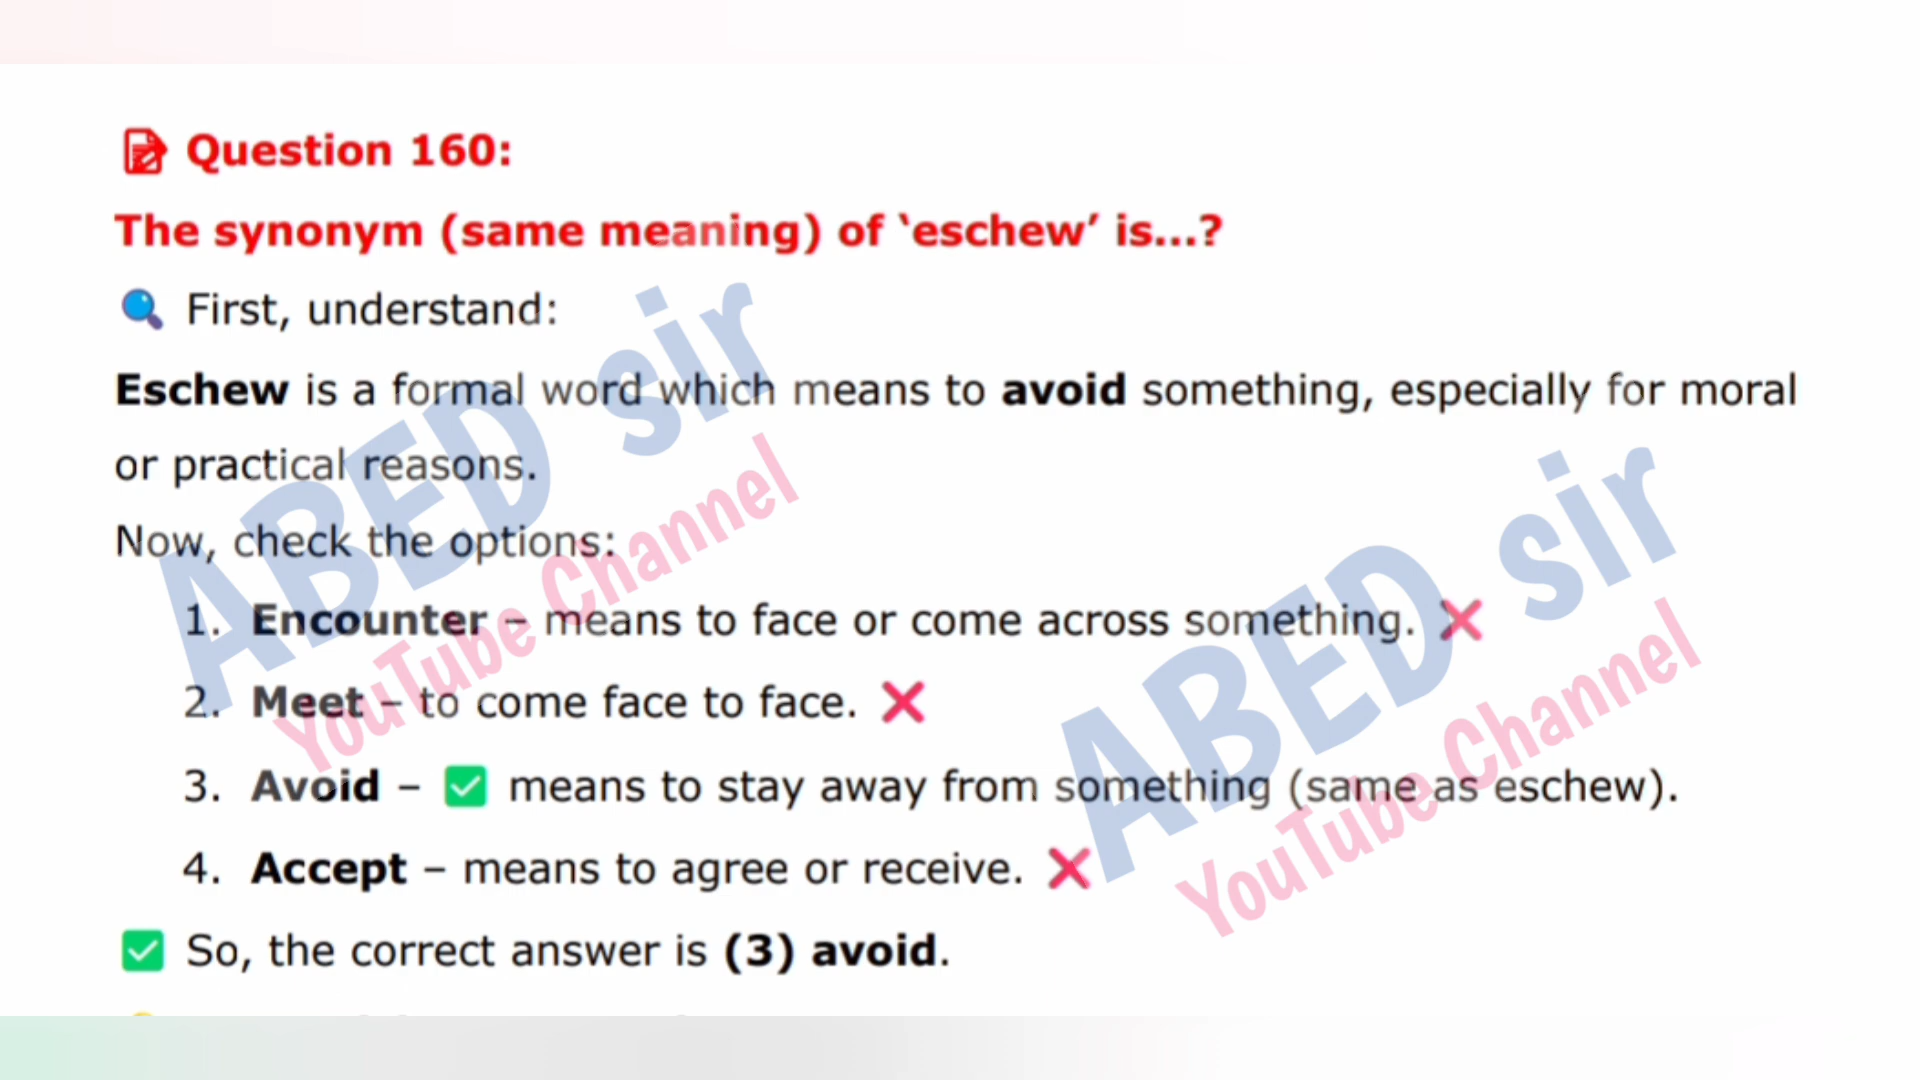 📝 Question 160:
The synonym (same meaning) of ‘eschew’ is...?
🔍 First, understand:
Eschew is a formal word which means to avoid something, especially for moral
or practical reasons.
Now, check the options:
1. Encounter – means to face or come across something. ❌
2. Meet – to come face to face. ❌
3. Avoid – ✅ means to stay away from something (same as eschew).
4. Accept – means to agree or receive. ❌
✅ So, the correct answer is (3) avoid.
ABED sir
YouTube Channel
ABED sir
YouTube Channel